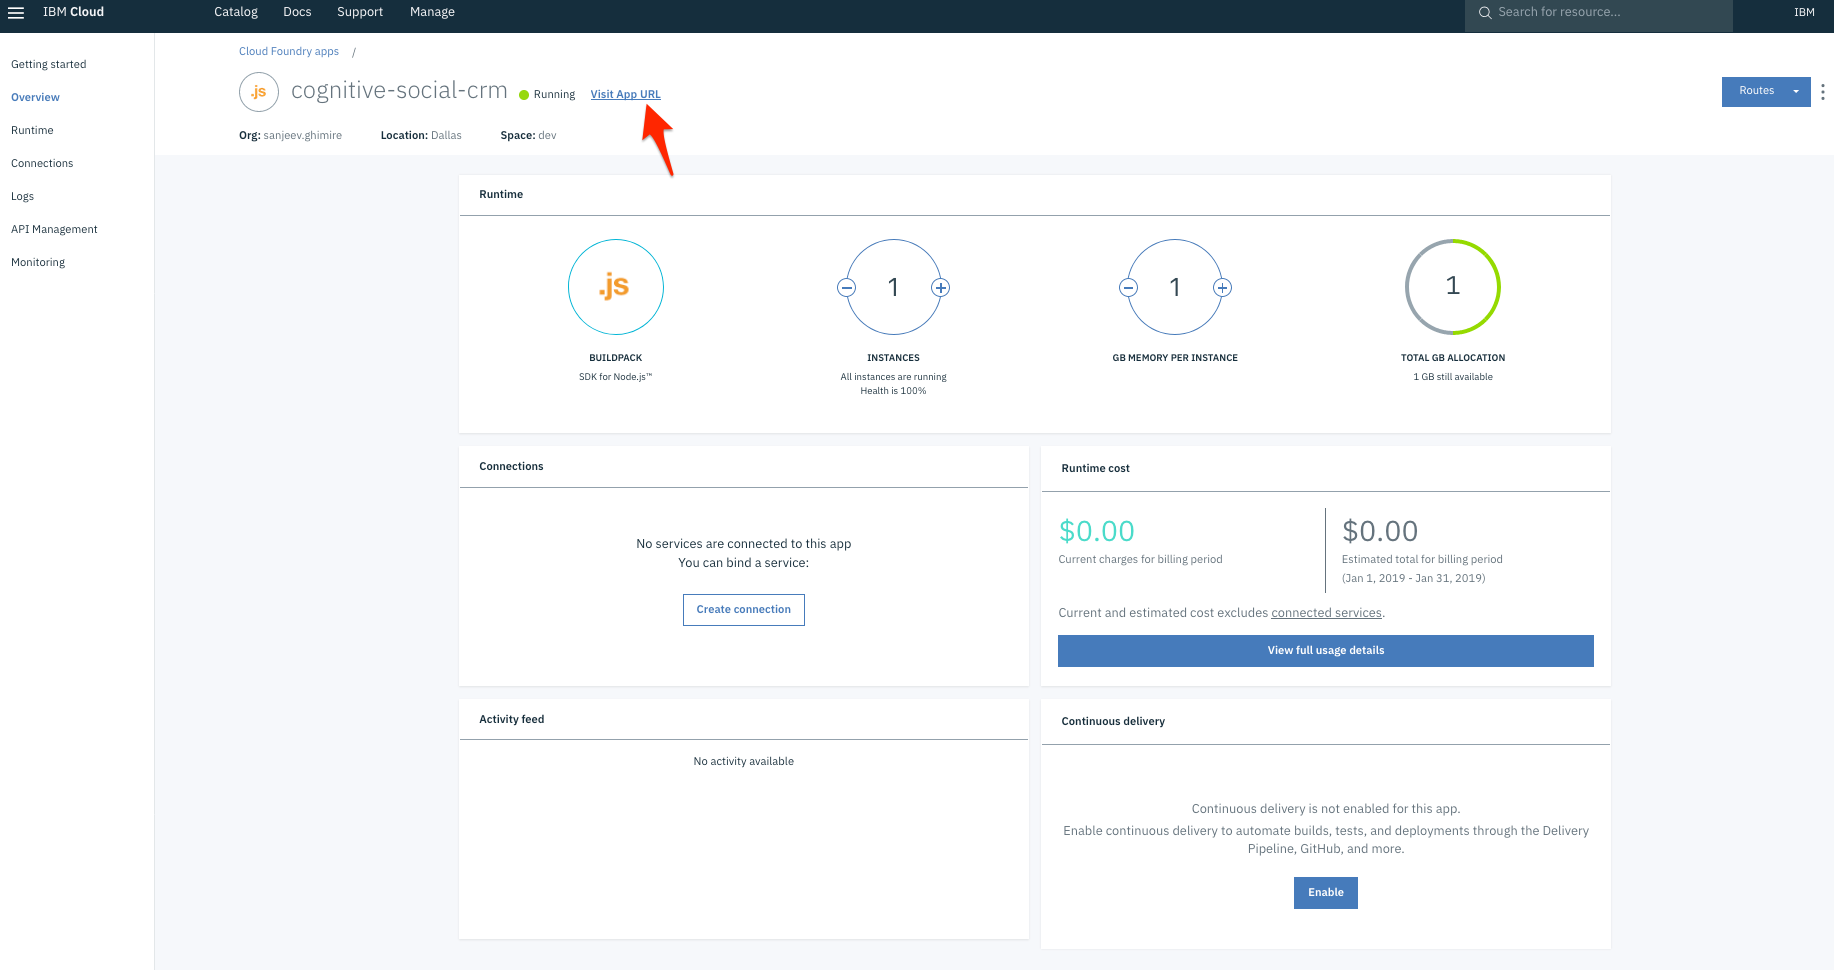 IBM Cloud
Catalog
Docs
Support
Manage
Search for resource...
IBM
Getting started
Overview
Runtime
Connections
Logs
API Management
Monitoring
Cloud Foundry apps /
.js
cognitive-social-crm
Running
Visit App URL
Routes
Org: sanjeev.ghimire
Location: Dallas
Space: dev
Runtime
.js
BUILDPACK
SDK for Node.js™
1
INSTANCES
All instances are running
Health is 100%
1
GB MEMORY PER INSTANCE
1
TOTAL GB ALLOCATION
1 GB still available
Connections
No services are connected to this app
You can bind a service:
Create connection
Runtime cost
$0.00
Current charges for billing period
$0.00
Estimated total for billing period
(Jan 1, 2019 - Jan 31, 2019)
Current and estimated cost excludes connected services.
View full usage details
Activity feed
No activity available
Continuous delivery
Continuous delivery is not enabled for this app.
Enable continuous delivery to automate builds, tests, and deployments through the Delivery
Pipeline, GitHub, and more.
Enable